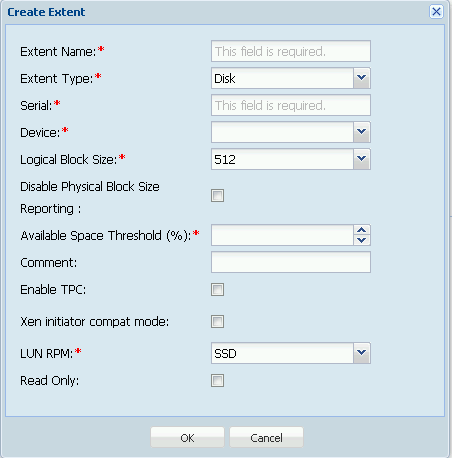 Create Extent
Extent Name:* This field is required.
Extent Type:* Disk
Serial:* This field is required.
Device:*
Logical Block Size:* 512
Disable Physical Block Size
Reporting :
Available Space Threshold (%):*
Comment:
Enable TPC:
Xen initiator compat mode:
LUN RPM:* SSD
Read Only:
OK Cancel